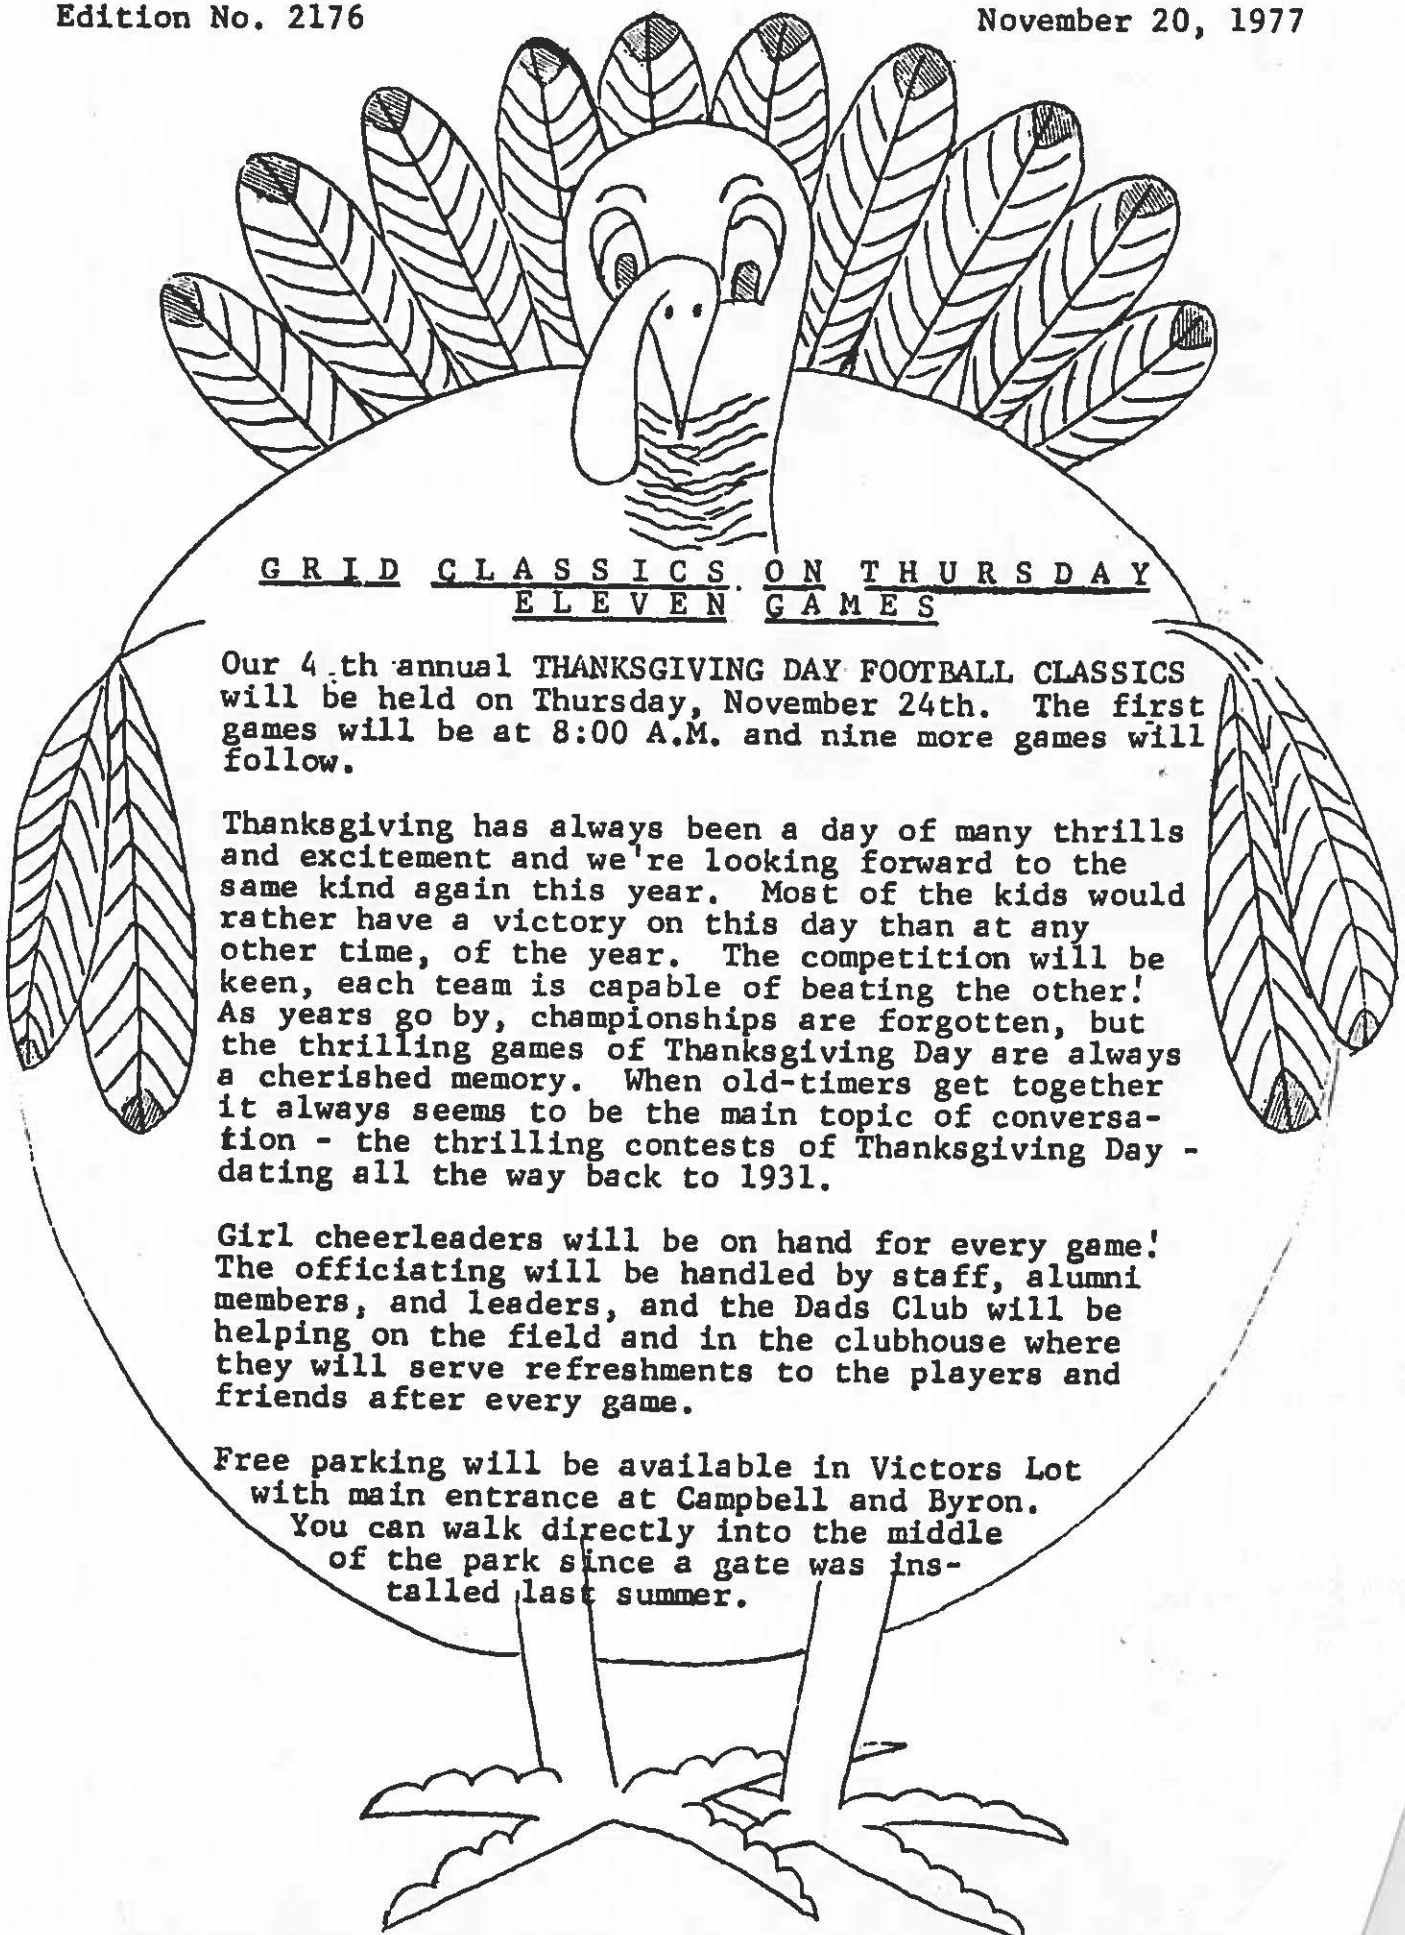 Edition No. 2176
November 20, 1977
GRID CLASSICS ON THURSDAY
ELEVEN GAMES
Our 4 th annual THANKSGIVING DAY FOOTBALL CLASSICS
will be held on Thursday, November 24th. The first
games will be at 8:00 A.M. and nine more games will
follow.
Thanksgiving has always been a day of many thrills
and excitement and we're looking forward to the
same kind again this year. Most of the kids would
rather have a victory on this day than at any
other time, of the year. The competition will be
keen, each team is capable of beating the other!
As years go by, championships are forgotten, but
the thrilling games of Thanksgiving Day are always
a cherished memory. When old-timers get together
it always seems to be the main topic of conversa-
tion - the thrilling contests of Thanksgiving Day -
dating all the way back to 1931.
Girl cheerleaders will be on hand for every game!
The officiating will be handled by staff, alumni
members, and leaders, and the Dads Club will be
helping on the field and in the clubhouse where
they will serve refreshments to the players and
friends after every game.
Free parking will be available in Victors Lot
with main entrance at Campbell and Byron.
You can walk directly into the middle
of the park since a gate was ins-
talled last summer.